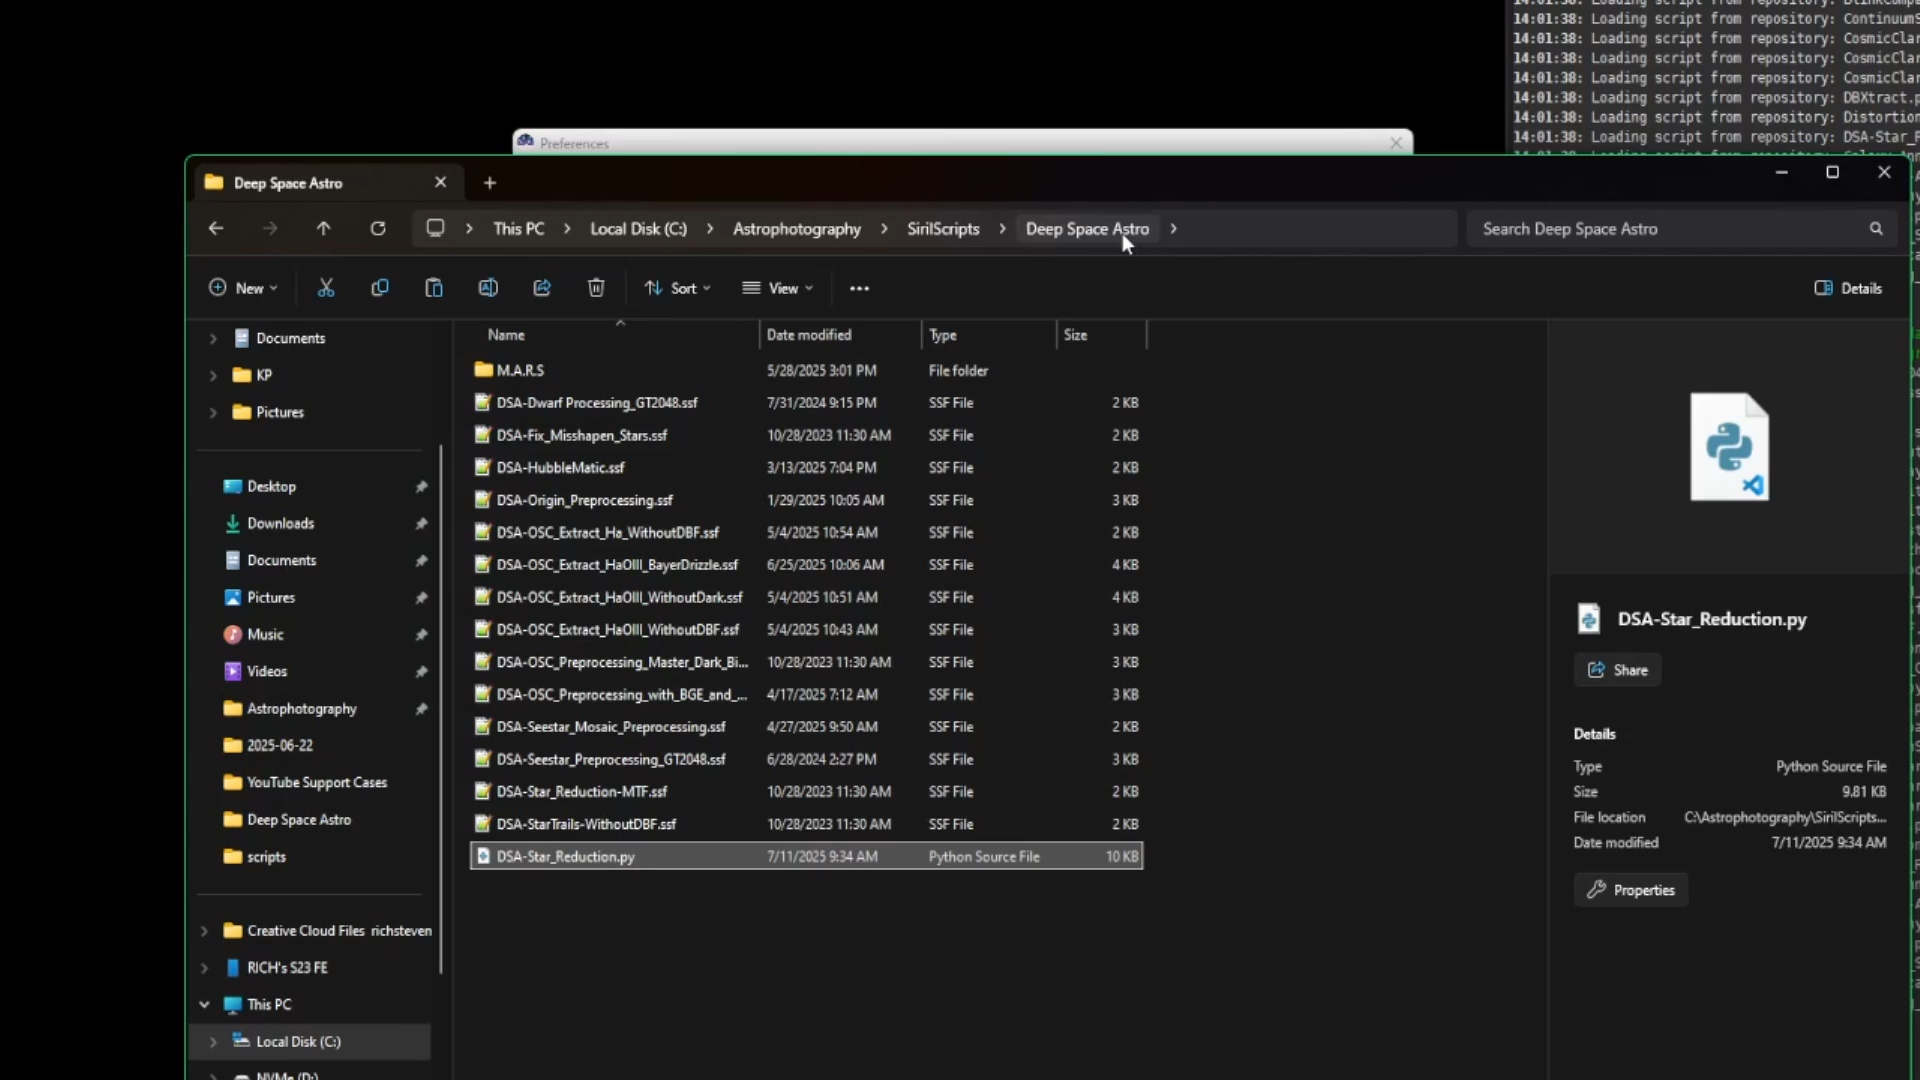 14:01:38: Loading script from repository:
14:01:38: Loading script from repository: Continuum
14:01:38: Loading script from repository: CosmicClar
14:01:38: Loading script from repository: CosmicClar
14:01:38: Loading script from repository: CosmicClar
14:01:38: Loading script from repository: DBXtract.p
14:01:38: Loading script from repository: Distortion
14:01:38: Loading script from repository: DSA-Star_
Preferences
Deep Space Astro
This PC > Local Disk (C:) > Astrophotography > SirilScripts > Deep Space Astro >
Search Deep Space Astro
New
Sort
View
Details
Documents
KP
Pictures
Desktop
Downloads
Documents
Pictures
Music
Videos
Astrophotography
2025-06-22
YouTube Support Cases
Deep Space Astro
scripts
Creative Cloud Files richsteven
RICH's S23 FE
This PC
Local Disk (C:)
NVMe (D:)
Name Date modified Type Size
M.A.R.S 5/28/2025 3:01 PM File folder
DSA-Dwarf Processing_GT2048.ssf 7/31/2024 9:15 PM SSF File 2 KB
DSA-Fix_Misshapen_Stars.ssf 10/28/2023 11:30 AM SSF File 2 KB
DSA-HubbleMatic.ssf 3/13/2025 7:04 PM SSF File 2 KB
DSA-Origin_Preprocessing.ssf 1/29/2025 10:05 AM SSF File 3 KB
DSA-OSC_Extract_Ha_WithoutDBF.ssf 5/4/2025 10:54 AM SSF File 2 KB
DSA-OSC_Extract_HaOIII_BayerDrizzle.ssf 6/25/2025 10:06 AM SSF File 4 KB
DSA-OSC_Extract_HaOIII_WithoutDark.ssf 5/4/2025 10:51 AM SSF File 4 KB
DSA-OSC_Extract_HaOIII_WithoutDBF.ssf 5/4/2025 10:43 AM SSF File 3 KB
DSA-OSC_Preprocessing_Master_Dark_Bi... 10/28/2023 11:30 AM SSF File 3 KB
DSA-OSC_Preprocessing_with_BGE_and_... 4/17/2025 7:12 AM SSF File 3 KB
DSA-Seestar_Mosaic_Preprocessing.ssf 4/27/2025 9:50 AM SSF File 2 KB
DSA-Seestar_Preprocessing_GT2048.ssf 6/28/2024 2:27 PM SSF File 3 KB
DSA-Star_Reduction-MTF.ssf 10/28/2023 11:30 AM SSF File 2 KB
DSA-StarTrails-WithoutDBF.ssf 10/28/2023 11:30 AM SSF File 2 KB
DSA-Star_Reduction.py 7/11/2025 9:34 AM Python Source File 10 KB
DSA-Star_Reduction.py
Share
Details
Type Python Source File
Size 9.81 KB
File location C:\Astrophotography\SirilScripts...
Date modified 7/11/2025 9:34 AM
Properties